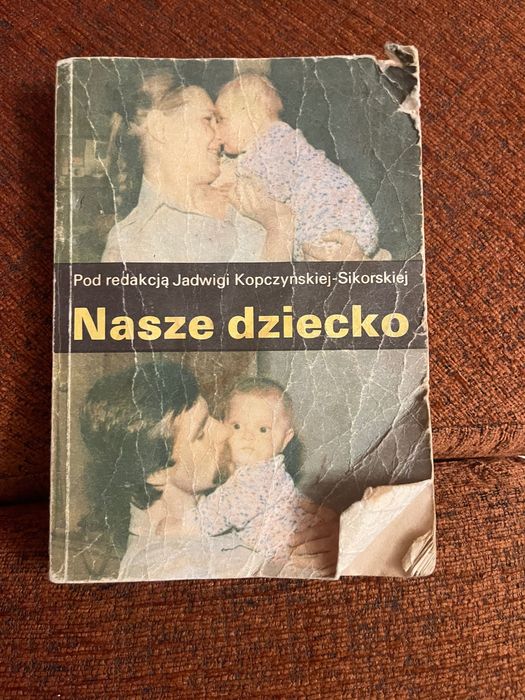 Pod redakcją Jadwigi Kopczyńskiej-Sikorskiej
Nasze dziecko